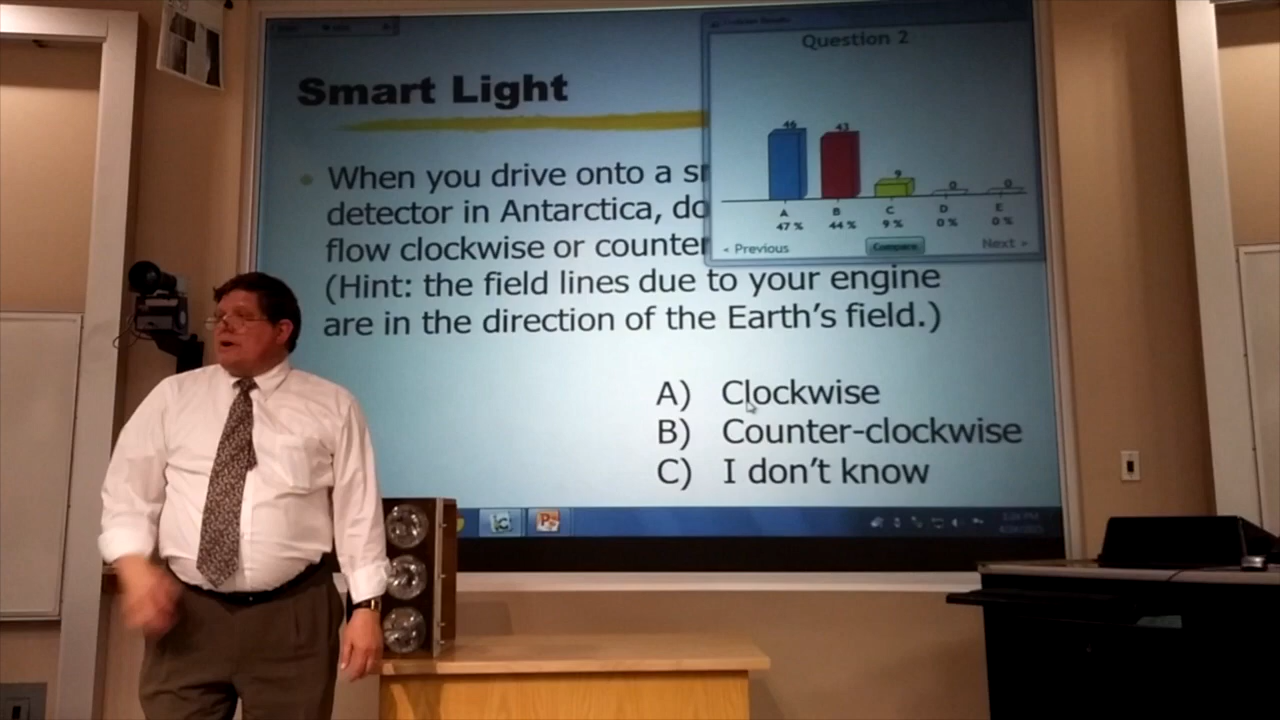 Question 2
Smart Light
When you drive onto a
detector in Antarctica,
flow clockwise or
(Hint: the field lines due to your engine
are in the direction of the Earth's field.)
46 43 9 0 0
A B C D E
47 % 44 % 9 % 0 % 0 %
< Previous Compare Next >
A) Clockwise
B) Counter-clockwise
C) I don't know